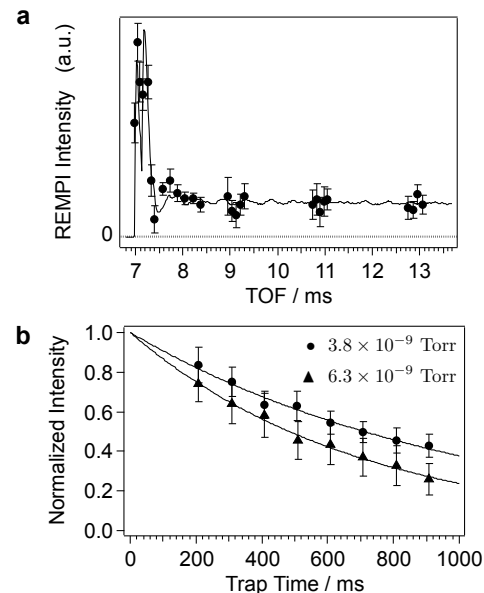 a
REMPI Intensity (a.u.)
0
7 8 9 10 11 12 13
TOF / ms
b
Normalized Intensity
1.0
0.8
0.6
0.4
0.2
0.0
3.8 × 10⁻⁹ Torr
6.3 × 10⁻⁹ Torr
0 200 400 600 800 1000
Trap Time / ms